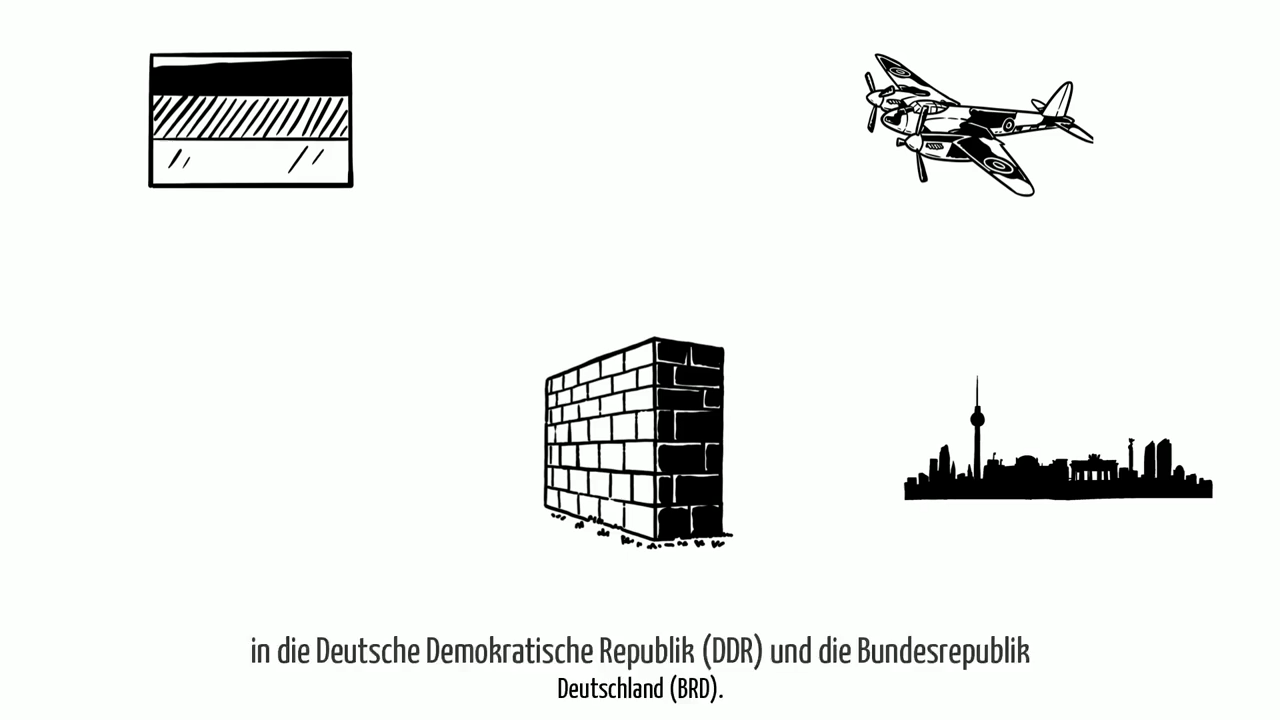 in die Deutsche Demokratische Republik (DDR) und die Bundesrepublik
Deutschland (BRD).